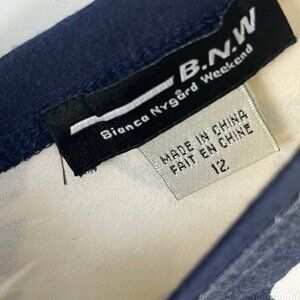 B.N.W
Bianca Nygård Weekend
MADE IN CHINA
FAIT EN CHINE
12